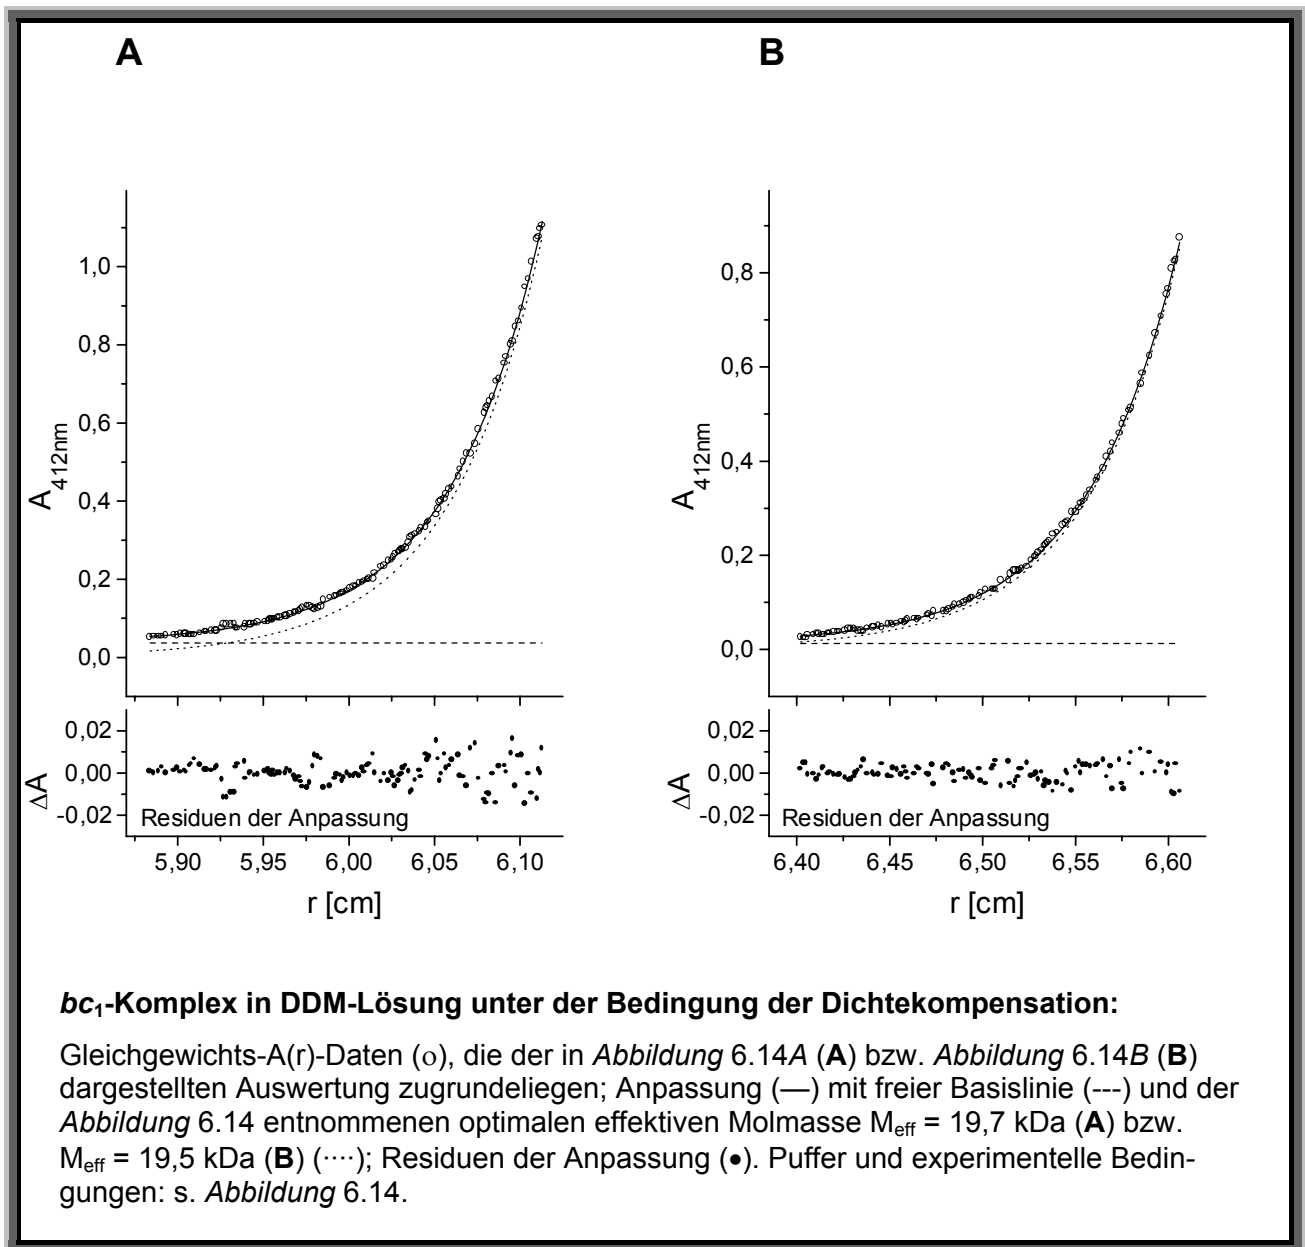 A
B
A412nm
1,0
0,8
0,6
0,4
0,2
0,0
ΔA
0,02
0,00
-0,02
Residuen der Anpassung
5,90 5,95 6,00 6,05 6,10
r [cm]
A412nm
0,8
0,6
0,4
0,2
0,0
ΔA
0,02
0,00
-0,02
Residuen der Anpassung
6,40 6,45 6,50 6,55 6,60
r [cm]
bc1-Komplex in DDM-Lösung unter der Bedingung der Dichtekompensation:
Gleichgewichts-A(r)-Daten (o), die der in Abbildung 6.14A (A) bzw. Abbildung 6.14B (B)
dargestellten Auswertung zugrundeliegen; Anpassung (—) mit freier Basislinie (---) und der
Abbildung 6.14 entnommenen optimalen effektiven Molmasse Meff = 19,7 kDa (A) bzw.
Meff = 19,5 kDa (B) (····); Residuen der Anpassung (•). Puffer und experimentelle Bedin-
gungen: s. Abbildung 6.14.